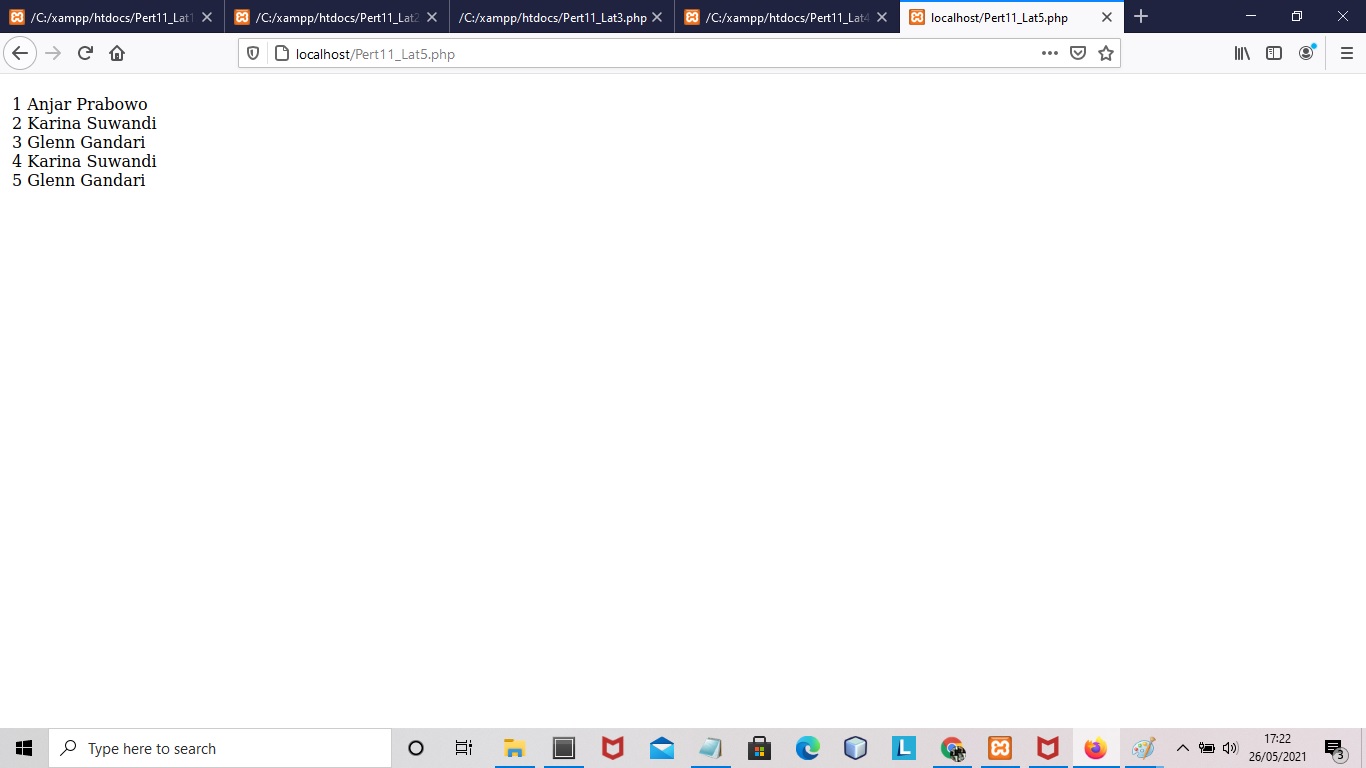 /C:/xampp/htdocs/Pert11_Lat1
/C:/xampp/htdocs/Pert11_Lat2
/C:/xampp/htdocs/Pert11_Lat3.php
/C:/xampp/htdocs/Pert11_Lat4
localhost/Pert11_Lat5.php
localhost/Pert11_Lat5.php
1 Anjar Prabowo
2 Karina Suwandi
3 Glenn Gandari
4 Karina Suwandi
5 Glenn Gandari
Type here to search
L
17:22
26/05/2021
3